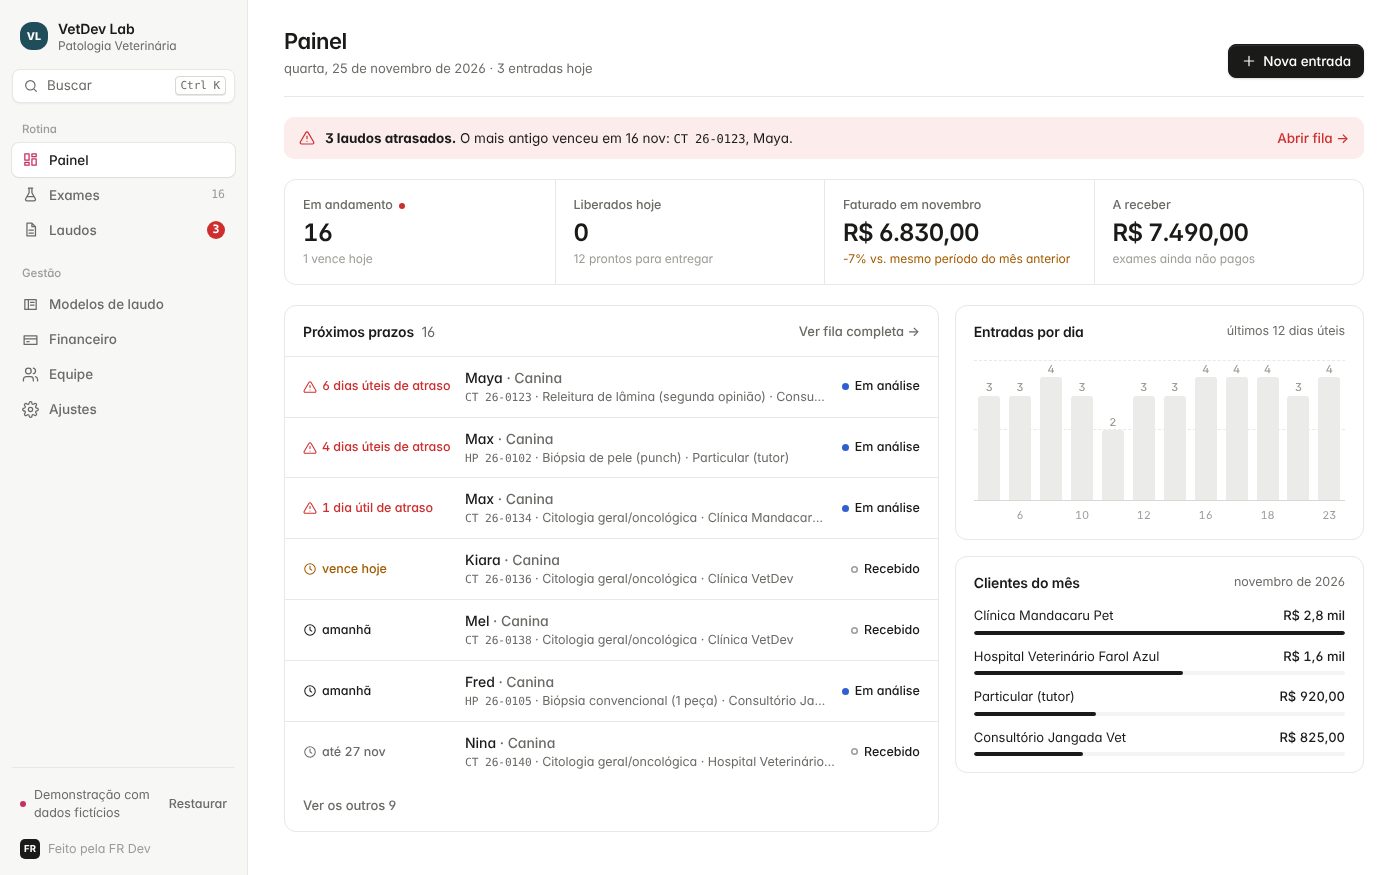 VL
VetDev Lab
Patologia Veterinária
Buscar
Ctrl K
Rotina
Painel
Exames 16
Laudos 3
Gestão
Modelos de laudo
Financeiro
Equipe
Ajustes
Demonstração com
dados fictícios
Restaurar
FR Feito pela FR Dev
Painel
quarta, 25 de novembro de 2026 · 3 entradas hoje
+ Nova entrada
3 laudos atrasados. O mais antigo venceu em 16 nov: CT 26-0123, Maya.
Abrir fila →
Em andamento
16
1 vence hoje
Liberados hoje
0
12 prontos para entregar
Faturado em novembro
R$ 6.830,00
-7% vs. mesmo período do mês anterior
A receber
R$ 7.490,00
exames ainda não pagos
Próximos prazos 16
Ver fila completa →
6 dias úteis de atraso
Maya · Canina
CT 26-0123 · Releitura de lâmina (segunda opinião) · Consu...
Em análise
4 dias úteis de atraso
Max · Canina
HP 26-0102 · Biópsia de pele (punch) · Particular (tutor)
Em análise
1 dia útil de atraso
Max · Canina
CT 26-0134 · Citologia geral/oncológica · Clínica Mandacar...
Em análise
vence hoje
Kiara · Canina
CT 26-0136 · Citologia geral/oncológica · Clínica VetDev
Recebido
amanhã
Mel · Canina
CT 26-0138 · Citologia geral/oncológica · Clínica VetDev
Recebido
amanhã
Fred · Canina
HP 26-0105 · Biópsia convencional (1 peça) · Consultório Ja...
Em análise
até 27 nov
Nina · Canina
CT 26-0140 · Citologia geral/oncológica · Hospital Veterinário...
Recebido
Ver os outros 9
Entradas por dia
últimos 12 dias úteis
3 3 4 3 2 3 3 4 4 4 3 4
6 10 12 16 18 23
Clientes do mês
novembro de 2026
Clínica Mandacaru Pet R$ 2,8 mil
Hospital Veterinário Farol Azul R$ 1,6 mil
Particular (tutor) R$ 920,00
Consultório Jangada Vet R$ 825,00